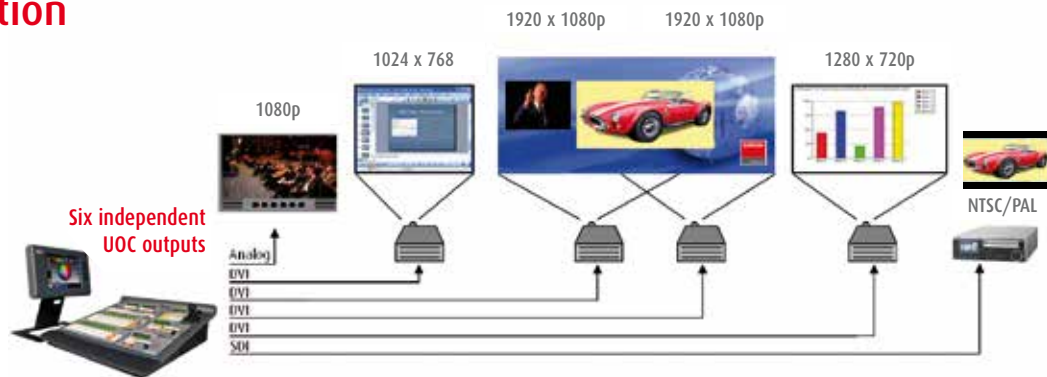 tion
1920 x 1080p
1920 x 1080p
1024 x 768
1280 x 720p
1080p
NTSC/PAL
Six independent
UOC outputs
Analog
DVI
DVI
DVI
DVI
SDI